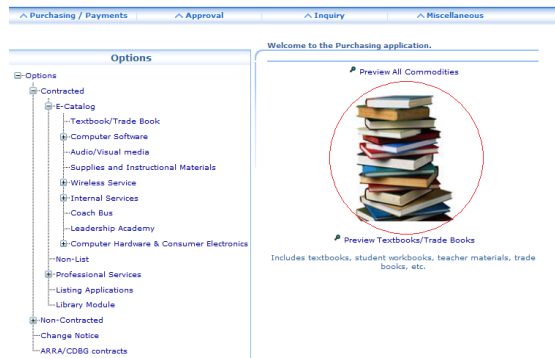 Purchasing / Payments
Approval
Inquiry
Miscellaneous
Options
Options
Contracted
E-Catalog
Textbook/Trade Book
Computer Software
Audio/Visual media
Supplies and Instructional Materials
Wireless Service
Internal Services
Coach Bus
Leadership Academy
Computer Hardware & Consumer Electronics
Non-List
Professional Services
Listing Applications
Library Module
Non-Contracted
Change Notice
ARRA/CDBG contracts
Welcome to the Purchasing application.
Preview All Commodities
Preview Textbooks/Trade Books
Includes textbooks, student workbooks, teacher materials, trade
books, etc.